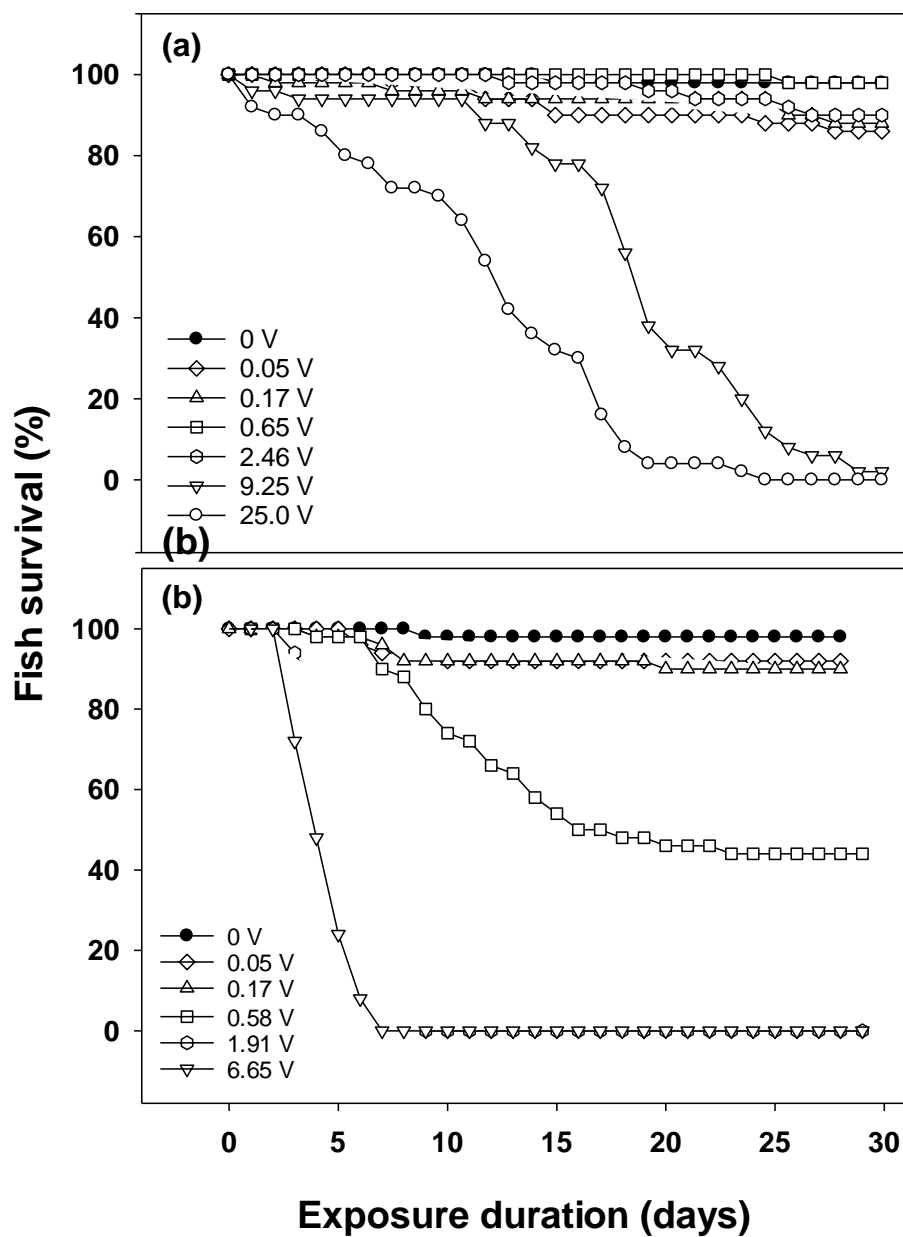 (a)
100
80
60
40
20
0
0 V
0.05 V
0.17 V
0.65 V
2.46 V
9.25 V
25.0 V
Fish survival (%)
(b)
(b)
100
80
60
40
20
0
0 V
0.05 V
0.17 V
0.58 V
1.91 V
6.65 V
0 5 10 15 20 25 30
Exposure duration (days)